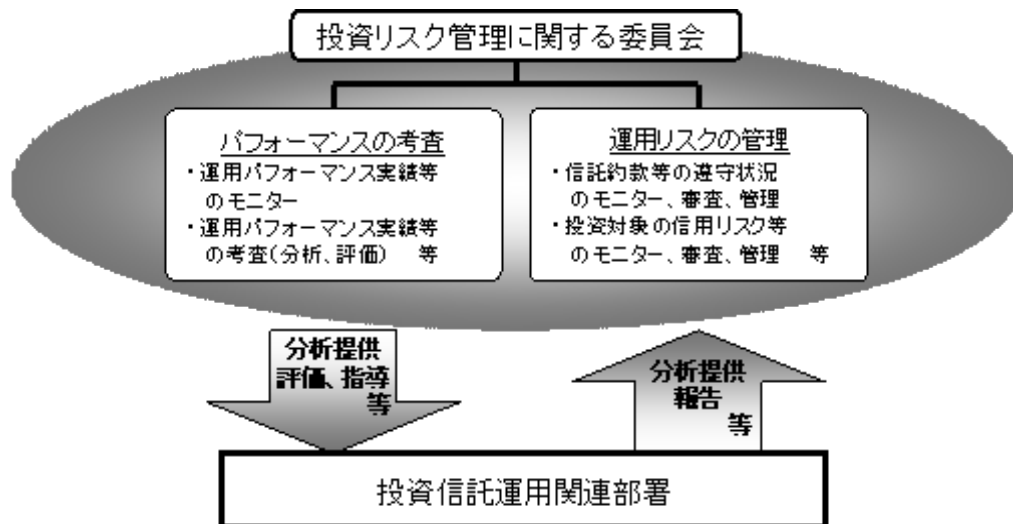 投資リスク管理に関する委員会
パフォーマンスの考査
・運用パフォーマンス実績等
のモニター
・運用パフォーマンス実績等
の考査(分析、評価) 等
運用リスクの管理
・信託約款等の遵守状況
のモニター、審査、管理
・投資対象の信用リスク等
のモニター、審査、管理 等
分析提供
評価、指導
等
分析提供
報告
等
投資信託運用関連部署